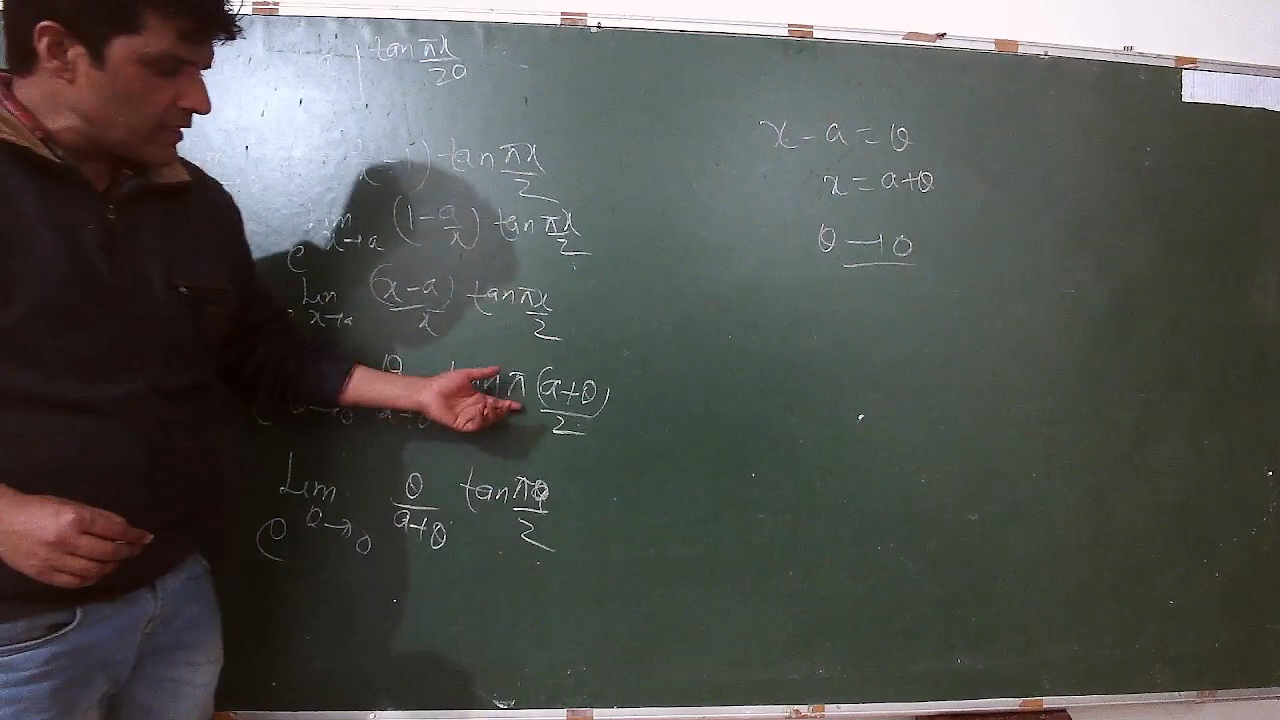 tan πx/2a
x - a = θ
- 1) tan πx/2
x = a+θ
Lim x→a (1 - a/x) tan πx/2
e
θ → 0
Lim x→a (x-a)/x tan πx/2
π (a+θ)/2
Lim θ→0 θ/(a+θ) tan πθ/2
e